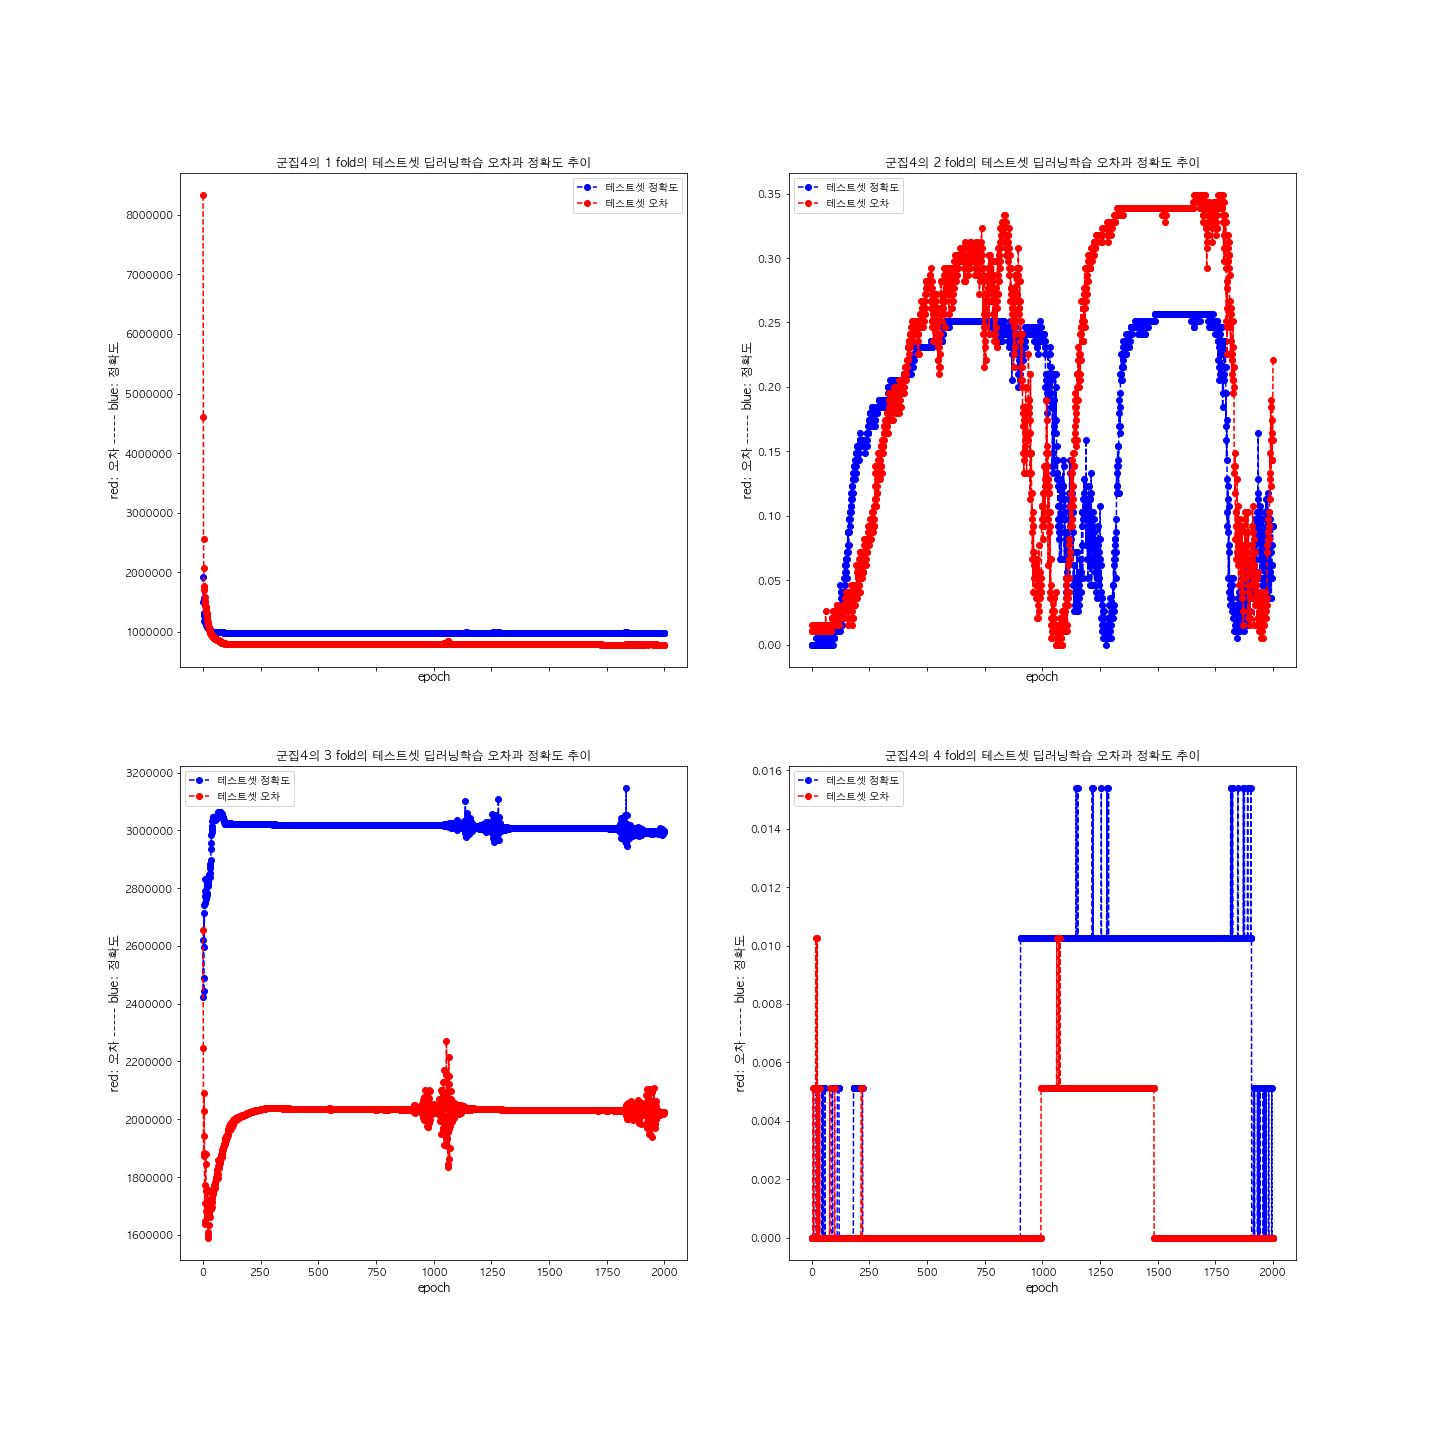 군집4의 1 fold의 테스트셋 딥러닝학습 오차과 정확도 추이
테스트셋 정확도
테스트셋 오차
8000000
7000000
6000000
5000000
4000000
3000000
2000000
1000000
red: 오차 ----- blue: 정확도
epoch
군집4의 2 fold의 테스트셋 딥러닝학습 오차과 정확도 추이
테스트셋 정확도
테스트셋 오차
0.35
0.30
0.25
0.20
0.15
0.10
0.05
0.00
red: 오차 ----- blue: 정확도
epoch
군집4의 3 fold의 테스트셋 딥러닝학습 오차과 정확도 추이
테스트셋 정확도
테스트셋 오차
3200000
3000000
2800000
2600000
2400000
2200000
2000000
1800000
1600000
red: 오차 ----- blue: 정확도
0 250 500 750 1000 1250 1500 1750 2000
epoch
군집4의 4 fold의 테스트셋 딥러닝학습 오차과 정확도 추이
테스트셋 정확도
테스트셋 오차
0.016
0.014
0.012
0.010
0.008
0.006
0.004
0.002
0.000
red: 오차 ----- blue: 정확도
0 250 500 750 1000 1250 1500 1750 2000
epoch